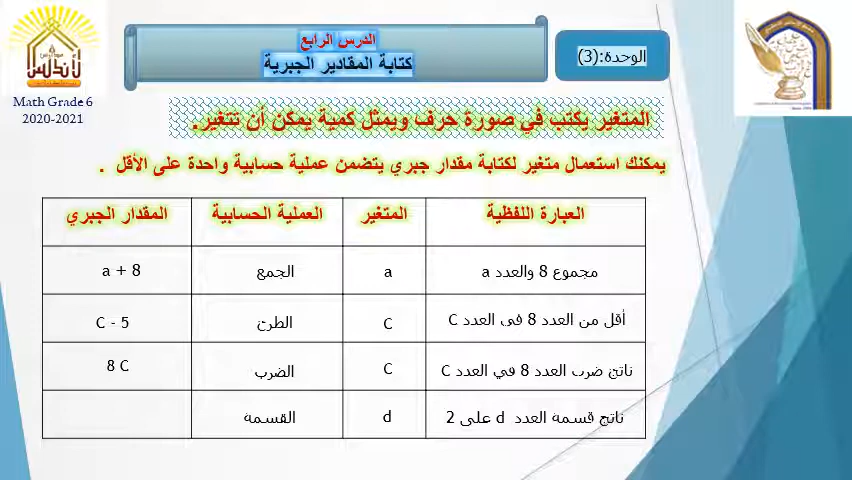 الدرس الرابع
كتابة المقادير الجبرية
الوحدة:(3)
Math Grade 6
2020-2021
المتغير يكتب في صورة حرف ويمثل كمية يمكن أن تتغير.
يمكنك استعمال متغير لكتابة مقدار جبري يتضمن عملية حسابية واحدة على الأقل .
العبارة اللفظية المتغير العملية الحسابية المقدار الجبري
مجموع 8 والعدد a a الجمع a + 8
أقل من العدد 8 في العدد C C الطرح C - 5
ناتج ضرب العدد 8 في العدد C C الضرب 8 C
ناتج قسمة العدد d على 2 d القسمة